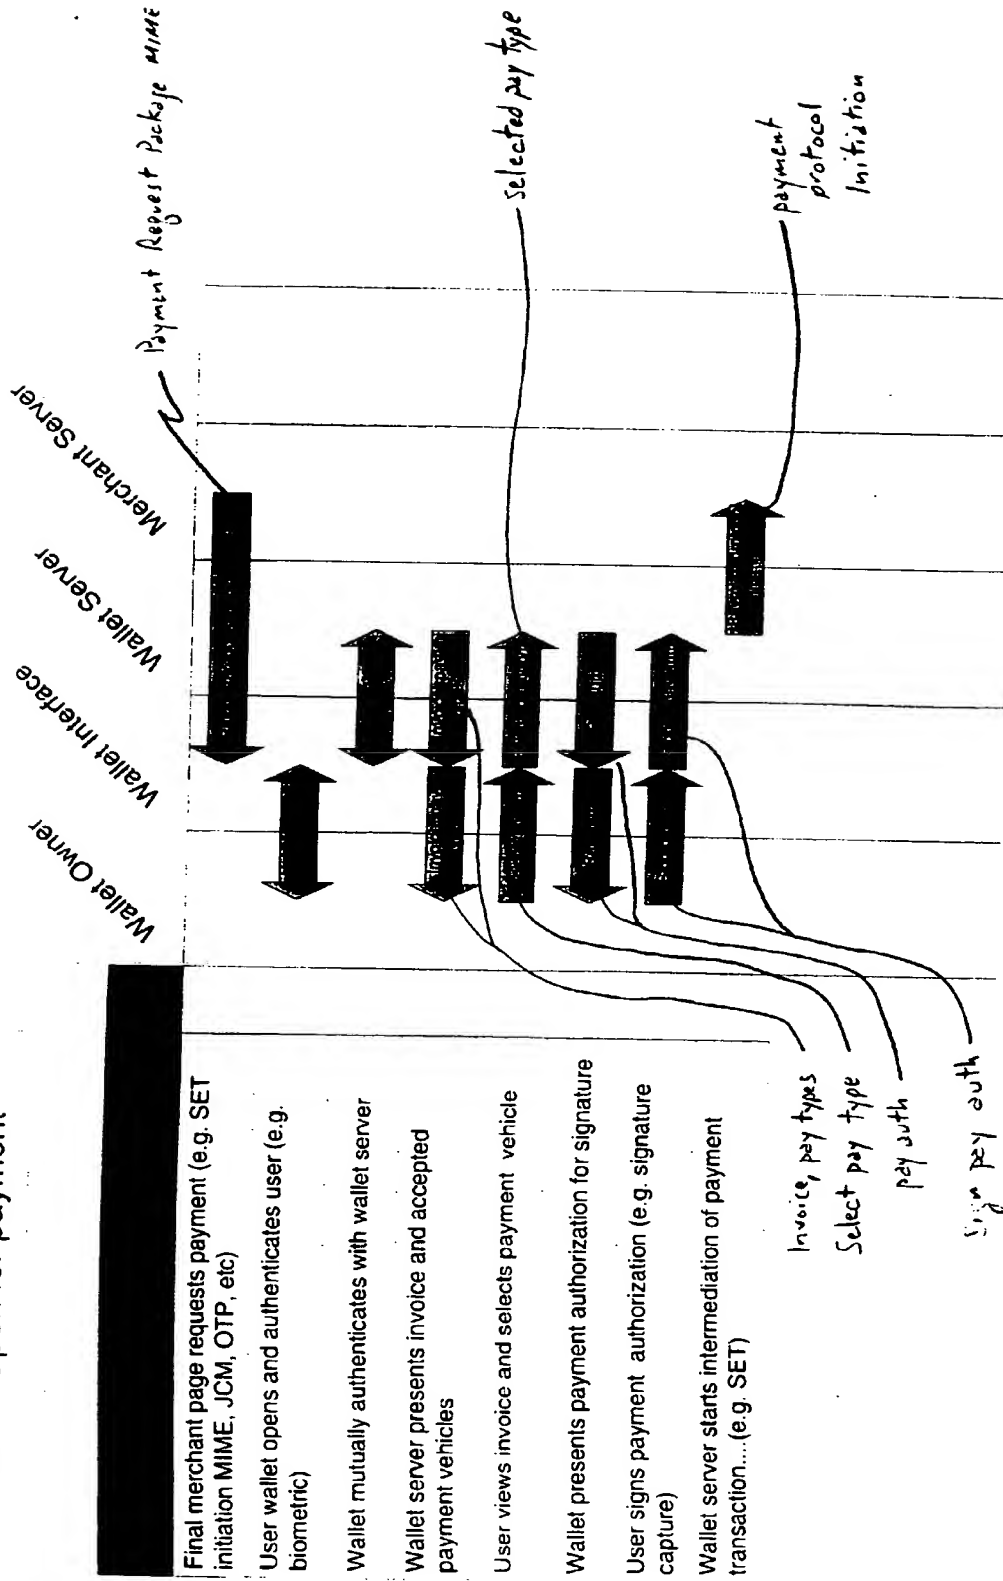 Open for payment
Wallet Owner
Wallet Interface
Wallet Server
Merchant Server
Payment Request Package MIME
Final merchant page requests payment (e.g. SET
initiation MIME, JCM, OTP, etc)
User wallet opens and authenticates user (e.g.
biometric)
Wallet mutually authenticates with wallet server
Wallet server presents invoice and accepted
payment vehicles
User views invoice and selects payment vehicle
selected pay type
Wallet presents payment authorization for signature
User signs payment authorization (e.g. signature
capture)
Wallet server starts intermediation of payment
transaction....(e.g. SET)
payment
protocol
Initiation
Invoice, pay types
Select pay type
pay auth
Sign pay auth